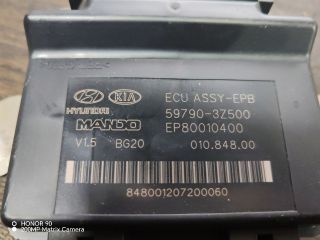 KIA ECU ASSY-EPB
HYUNDAI 59790-3Z500
MANDO EP80010400
V1.5 BG20 010.848.00
848001207200060
HONOR 90
200MP Matrix Camera